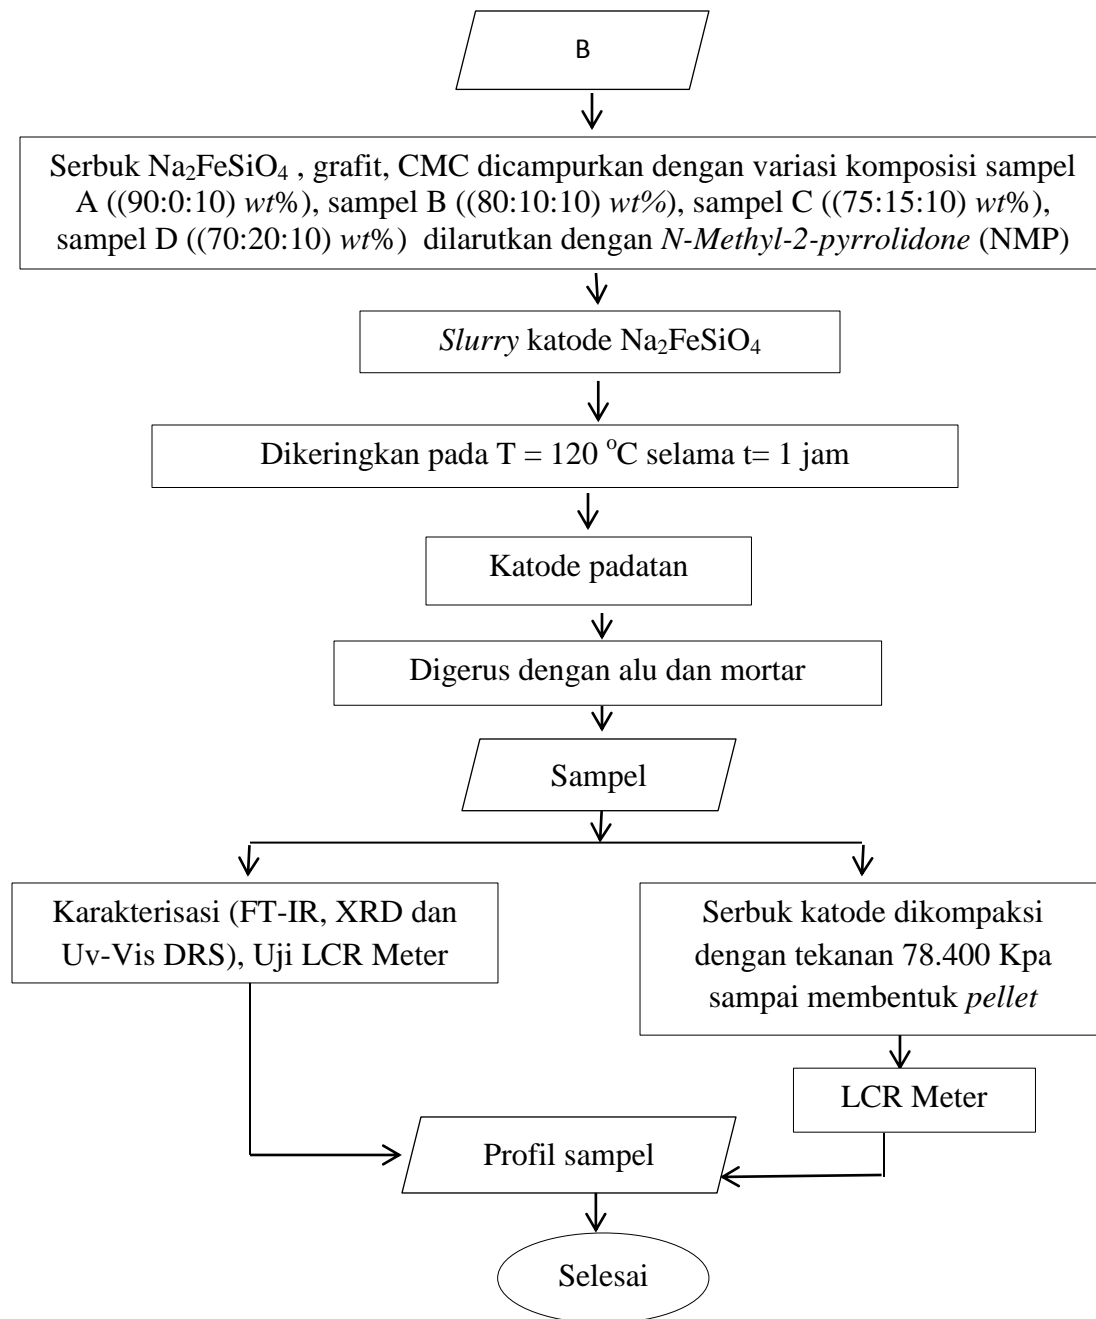 B
Serbuk Na₂FeSiO₄ , grafit, CMC dicampurkan dengan variasi komposisi sampel
A ((90:0:10) wt%), sampel B ((80:10:10) wt%), sampel C ((75:15:10) wt%),
sampel D ((70:20:10) wt%) dilarutkan dengan N-Methyl-2-pyrrolidone (NMP)
Slurry katode Na₂FeSiO₄
Dikeringkan pada T = 120 ᵒC selama t= 1 jam
Katode padatan
Digerus dengan alu dan mortar
Sampel
Karakterisasi (FT-IR, XRD dan
Uv-Vis DRS), Uji LCR Meter
Serbuk katode dikompaksi
dengan tekanan 78.400 Kpa
sampai membentuk pellet
LCR Meter
Profil sampel
Selesai